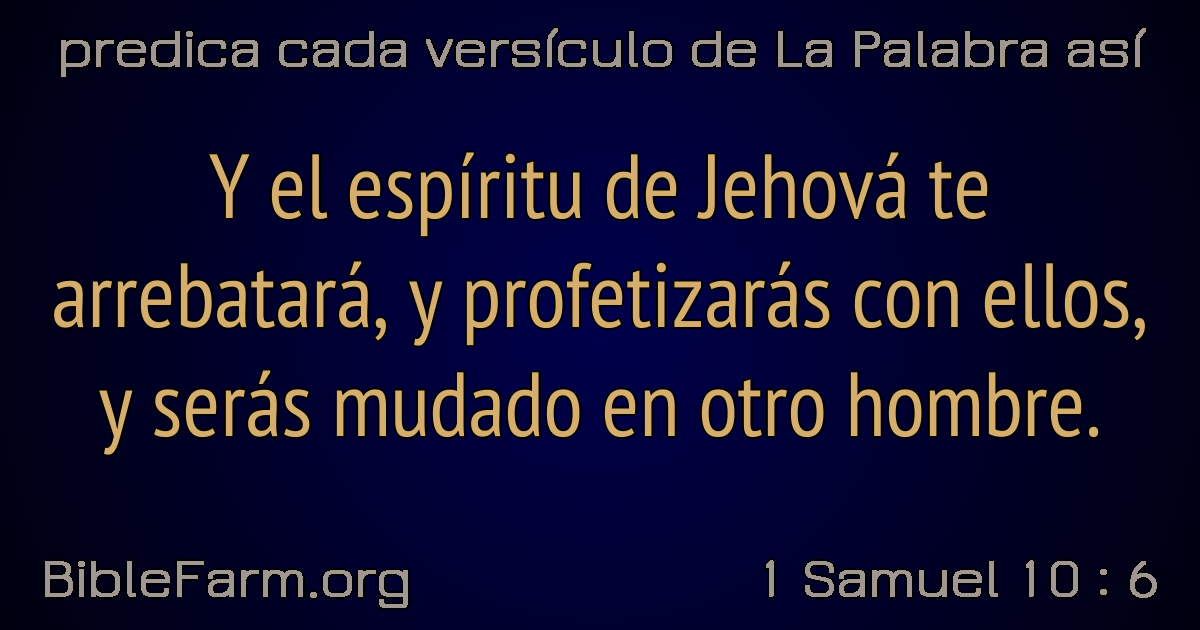 predica cada versículo de La Palabra así
Y el espíritu de Jehová te
arrebatará, y profetizarás con ellos,
y serás mudado en otro hombre.
BibleFarm.org
1 Samuel 10 : 6